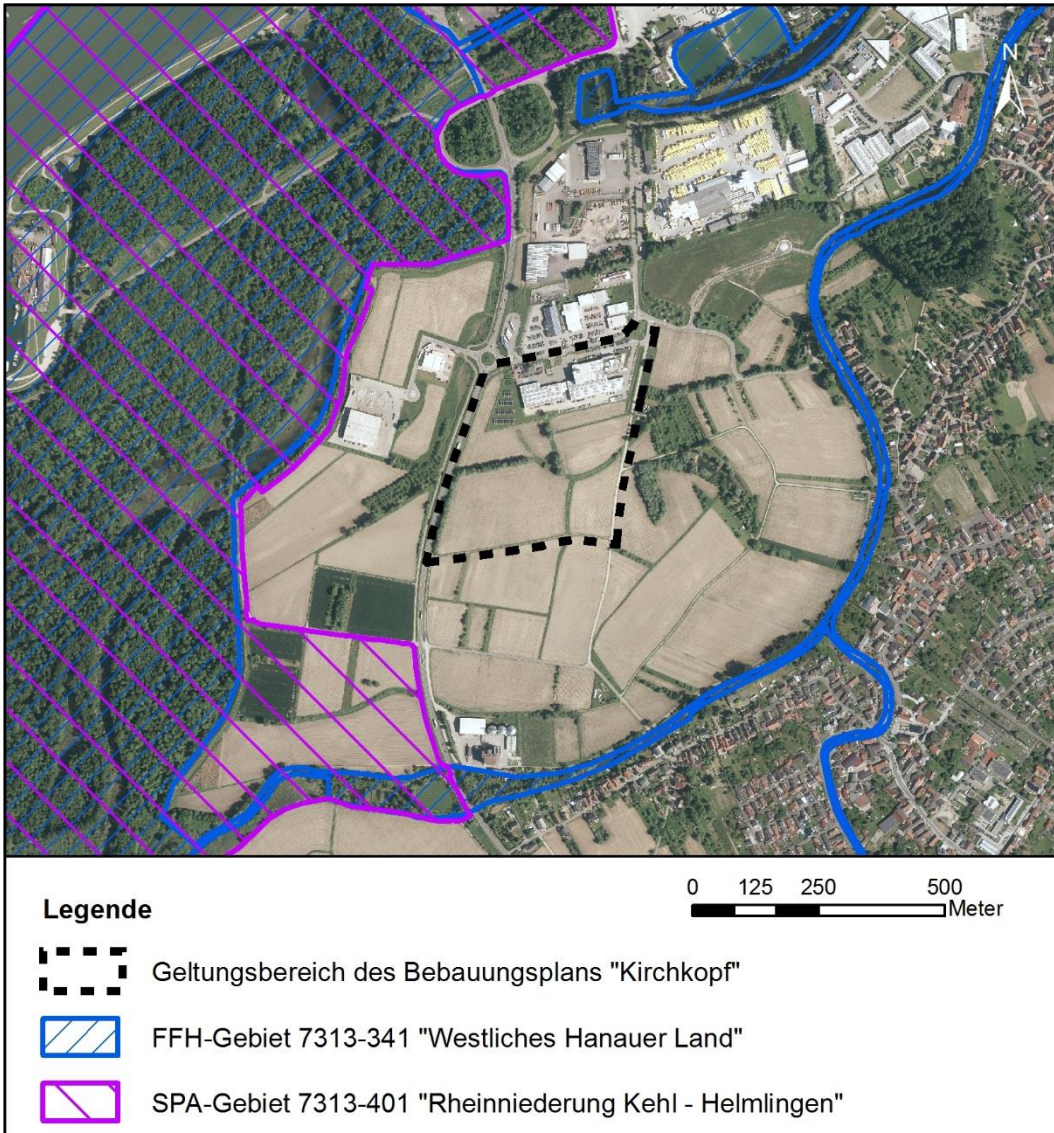 N
Legende
0 125 250 500
Meter
Geltungsbereich des Bebauungsplans "Kirchkopf"
FFH-Gebiet 7313-341 "Westliches Hanauer Land"
SPA-Gebiet 7313-401 "Rheinniederung Kehl - Helmlingen"